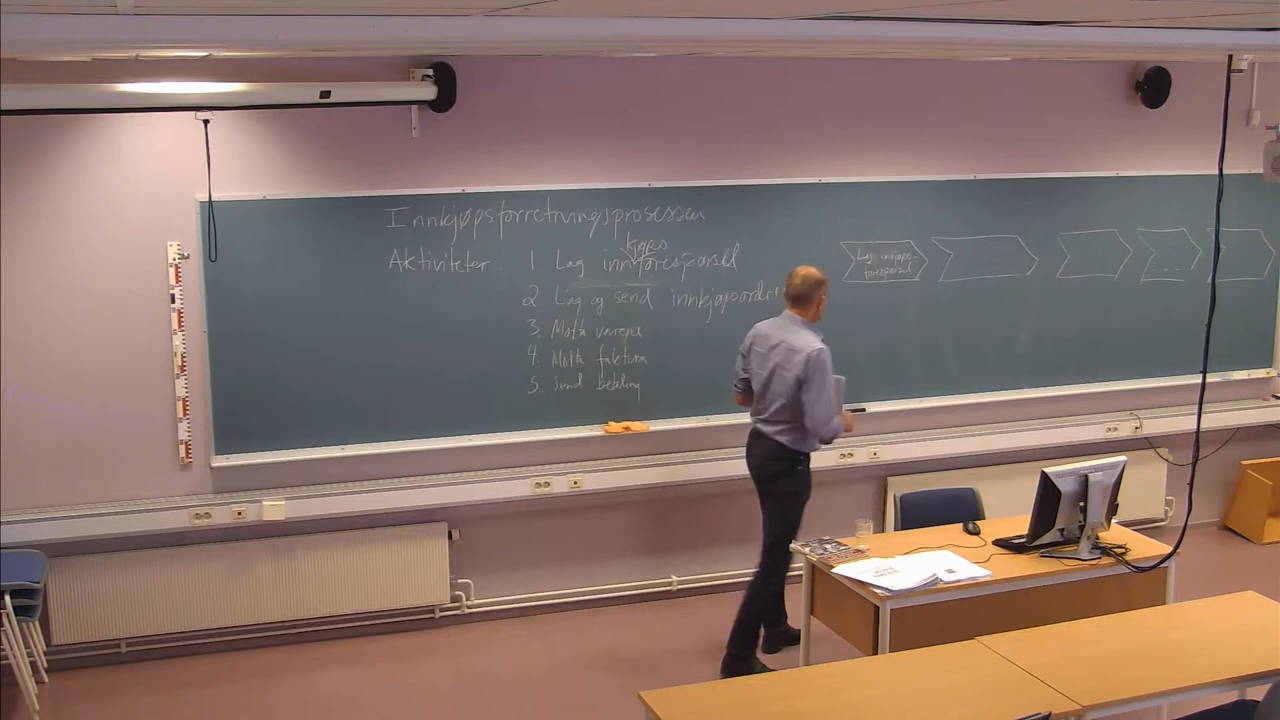 Innkjøpsforretningsprosessen
kjøps
Aktiviteter: 1. Lag innforespørsel
2 Lag og send innkjøpsordre
3. Motta varene
4. Motta faktura
5. Send betaling
Lag innkjøps-
forespørsel
...